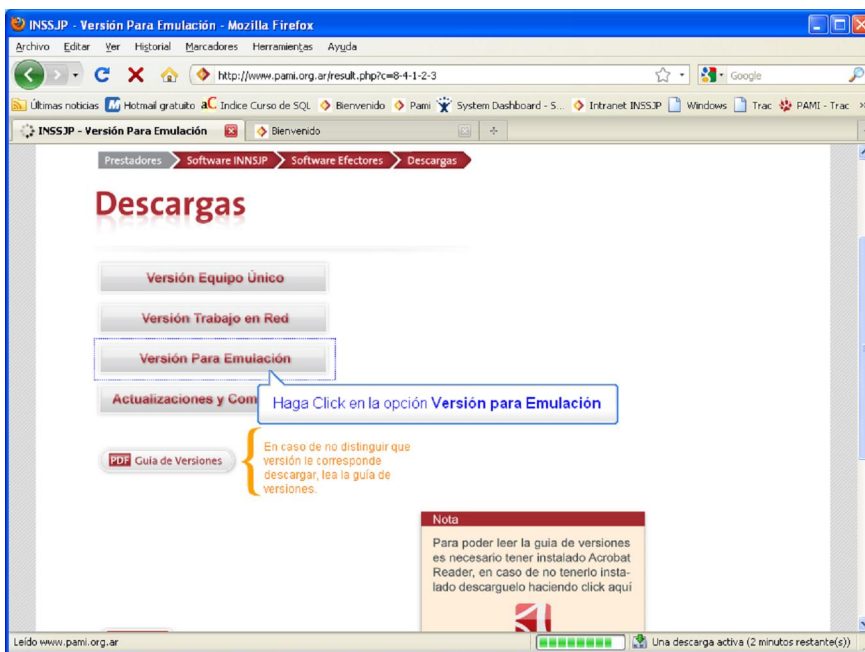 INSSJP - Versión Para Emulación - Mozilla Firefox
Archivo Editar Ver Historial Marcadores Herramientas Ayuda
http://www.pami.org.ar/result.php?c=8-4-1-2-3
Google
Últimas noticias Hotmail gratuito Indice Curso de SQL Bienvenido Pami System Dashboard - S... Intranet INSSJP Windows Trac PAMI - Trac
INSSJP - Versión Para Emulación Bienvenido
Prestadores Software INNSJP Software Efectores Descargas
Descargas
Versión Equipo Único
Versión Trabajo en Red
Versión Para Emulación
Haga Click en la opción Versión para Emulación
Actualizaciones y Com
PDF Guia de Versiones
En caso de no distinguir que
versión le corresponde
descargar, lea la guía de
versiones.
Nota
Para poder leer la guia de versiones
es necesario tener instalado Acrobat
Reader, en caso de no tenerlo insta-
lado descarguelo haciendo click aquí
Leído www.pami.org.ar
Una descarga activa (2 minutos restante(s))